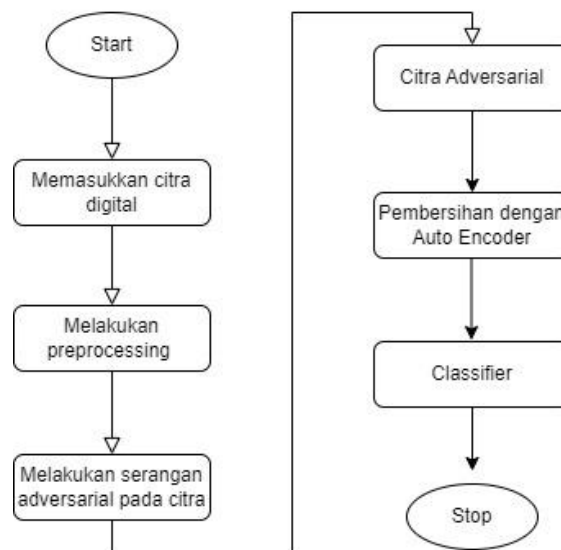 Start
Memasukkan citra
digital
Melakukan
preprocessing
Melakukan serangan
adversarial pada citra
Citra Adversarial
Pembersihan dengan
Auto Encoder
Classifier
Stop